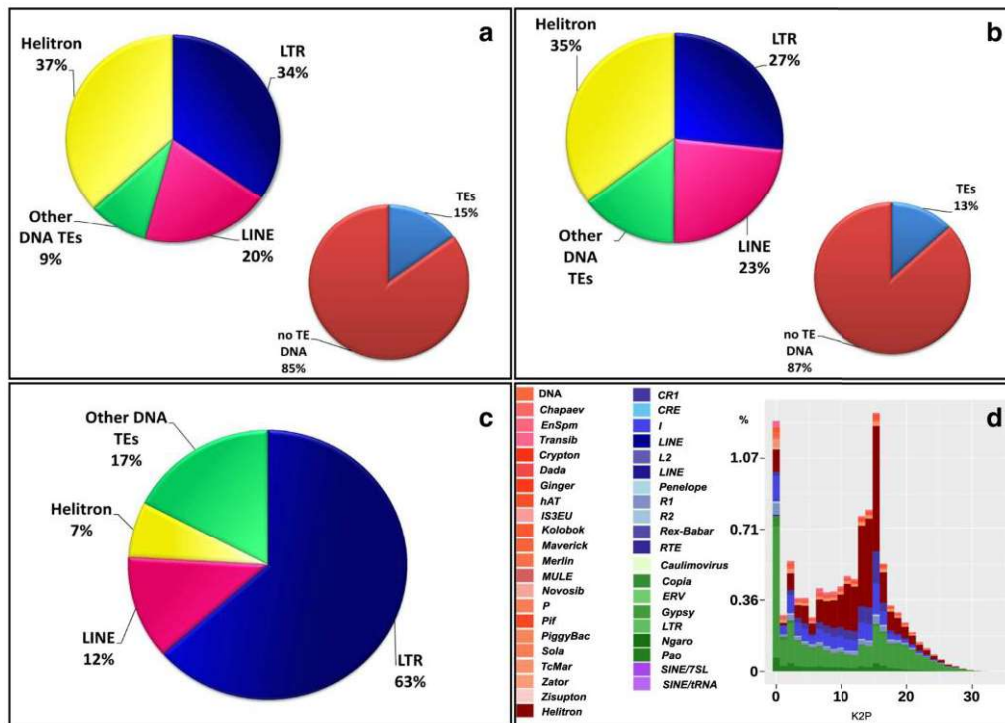 a
Helitron
37%
LTR
34%
Other
DNA TEs
9%
LINE
20%
TEs
15%
no TE
DNA
85%
b
Helitron
35%
LTR
27%
Other
DNA
TEs
LINE
23%
TEs
13%
no TE
DNA
87%
c
Other DNA
TEs
17%
Helitron
7%
LINE
12%
LTR
63%
d
DNA
Chapaev
EnSpm
Transib
Crypton
Dada
Ginger
hAT
IS3EU
Kolobok
Maverick
Merlin
MULE
Novosib
P
Pif
PiggyBac
Sola
TcMar
Zator
Zisupton
Helitron
CR1
CRE
I
LINE
L2
LINE
Penelope
R1
R2
Rex-Babar
RTE
Caulimovirus
Copia
ERV
Gypsy
LTR
Ngaro
Pao
SINE/7SL
SINE/tRNA
%
1.07
0.71
0.36
0
0 10 20 30
K2P